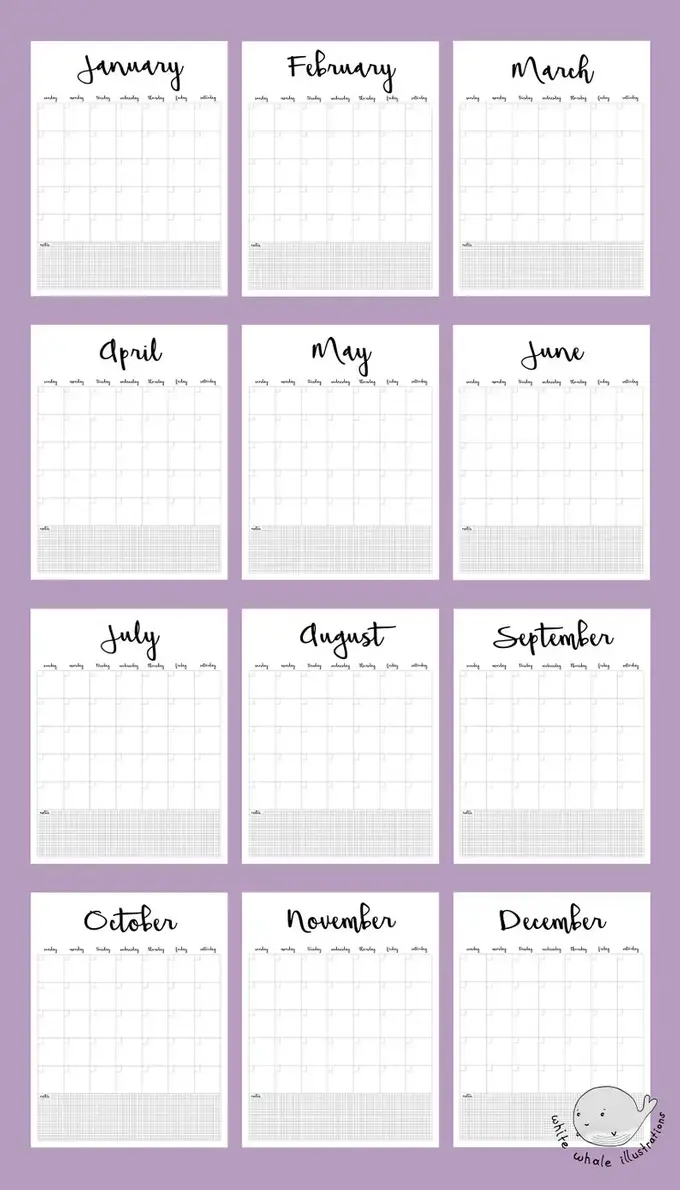 January February March
sunday monday tuesday wednesday thursday friday saturday sunday monday tuesday wednesday thursday friday saturday sunday monday tuesday wednesday thursday friday saturday
notes notes notes
April May June
sunday monday tuesday wednesday thursday friday saturday sunday monday tuesday wednesday thursday friday saturday sunday monday tuesday wednesday thursday friday saturday
notes notes notes
July August September
sunday monday tuesday wednesday thursday friday saturday sunday monday tuesday wednesday thursday friday saturday sunday monday tuesday wednesday thursday friday saturday
notes notes notes
October November December
sunday monday tuesday wednesday thursday friday saturday sunday monday tuesday wednesday thursday friday saturday sunday monday tuesday wednesday thursday friday saturday
notes notes notes
white whale illustrations